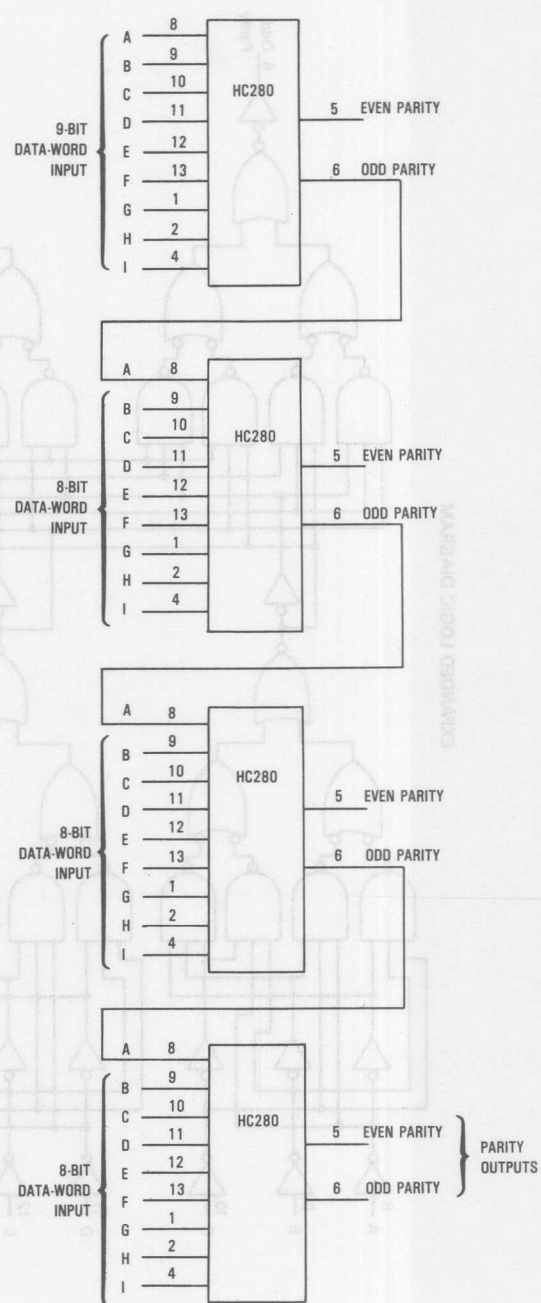 A 8
B 9
C 10
D 11
E 12
F 13
G 1
H 2
I 4
9-BIT
DATA-WORD
INPUT
HC280
5 EVEN PARITY
6 ODD PARITY
A 8
B 9
C 10
D 11
E 12
F 13
G 1
H 2
I 4
8-BIT
DATA-WORD
INPUT
HC280
5 EVEN PARITY
6 ODD PARITY
EXPANDED LOGIC DIAGRAM
A 8
B 9
C 10
D 11
E 12
F 13
G 1
H 2
I 4
8-BIT
DATA-WORD
INPUT
HC280
5 EVEN PARITY
6 ODD PARITY
A 8
B 9
C 10
D 11
E 12
F 13
G 1
H 2
I 4
8-BIT
DATA-WORD
INPUT
HC280
5 EVEN PARITY
6 ODD PARITY
PARITY
OUTPUTS